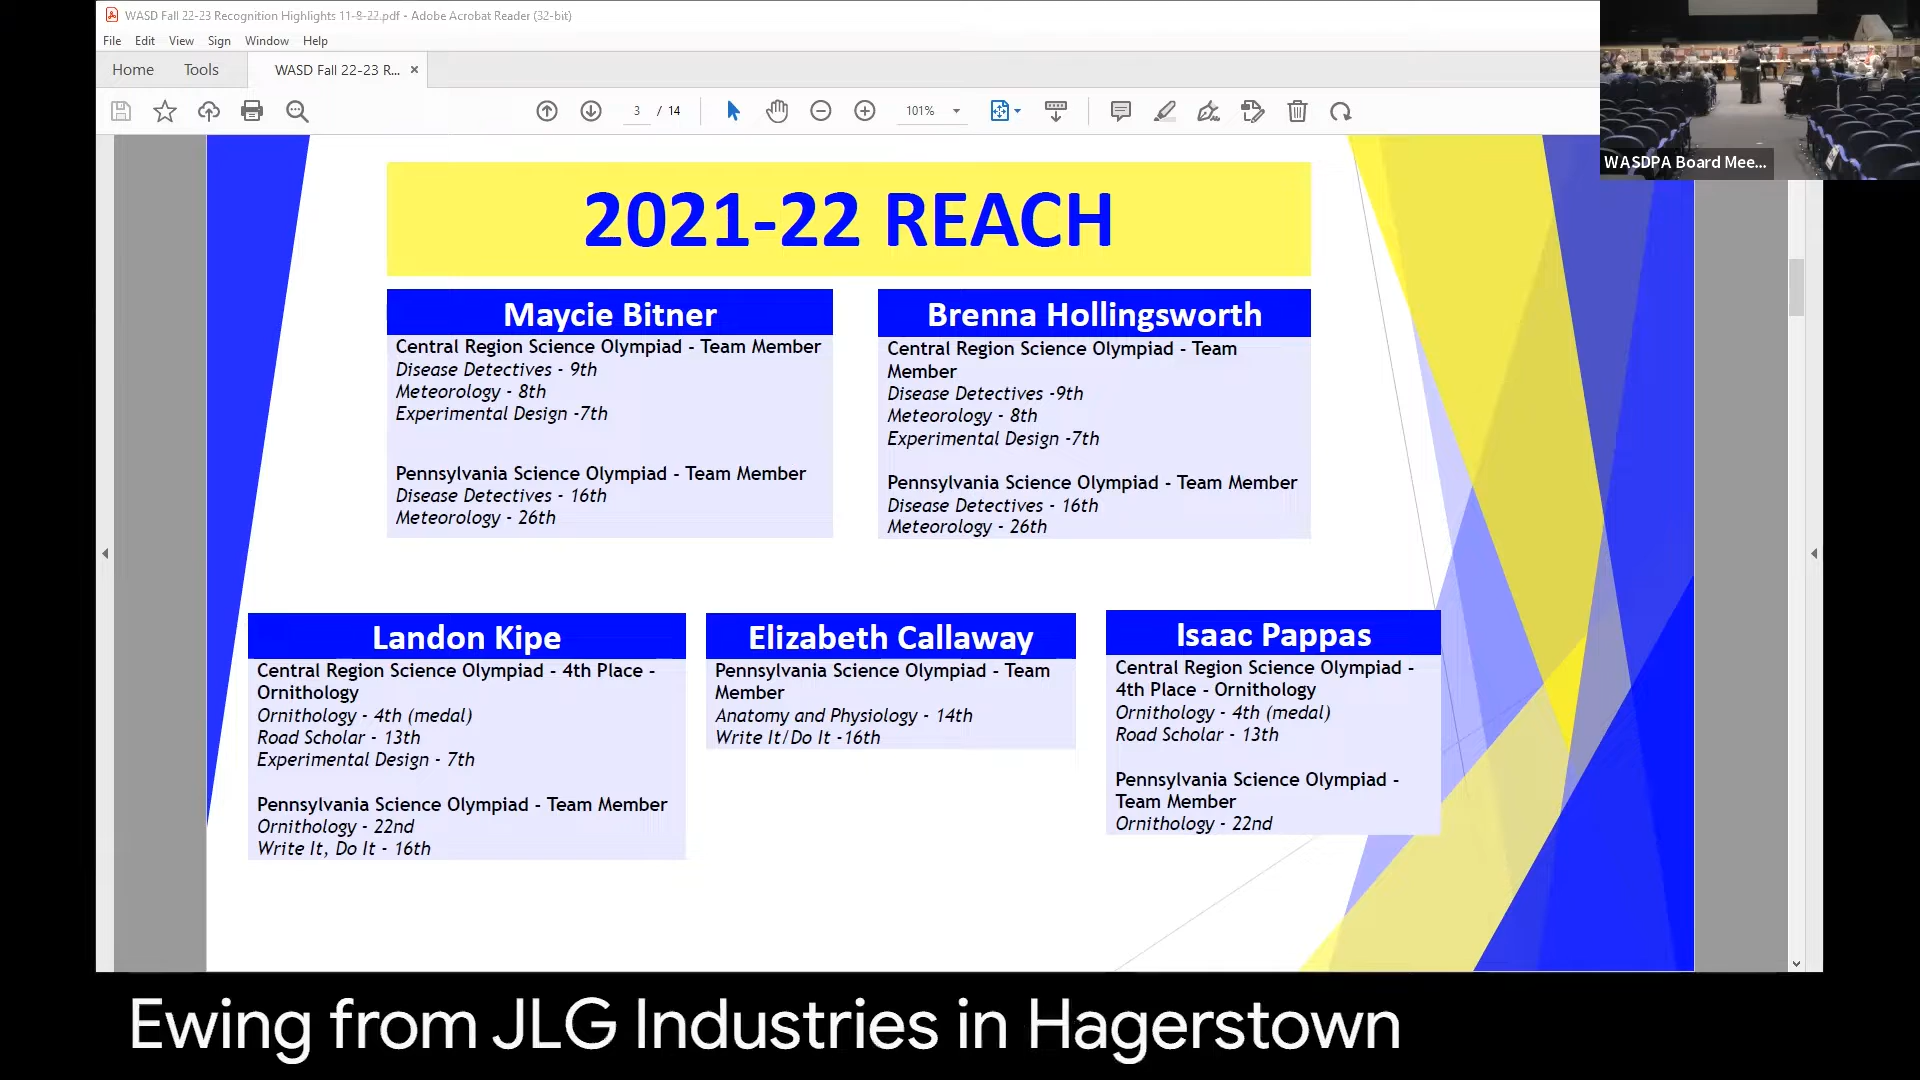 WASD Fall 22-23 Recognition Highlights 11-8-22.pdf - Adobe Acrobat Reader (32-bit)
File Edit View Sign Window Help
Home Tools WASD Fall 22-23 R... ×
3 / 14 101%
WASDPA Board Mee...
2021-22 REACH
Maycie Bitner
Central Region Science Olympiad - Team Member
Disease Detectives - 9th
Meteorology - 8th
Experimental Design -7th
Pennsylvania Science Olympiad - Team Member
Disease Detectives - 16th
Meteorology - 26th
Brenna Hollingsworth
Central Region Science Olympiad - Team
Member
Disease Detectives -9th
Meteorology - 8th
Experimental Design -7th
Pennsylvania Science Olympiad - Team Member
Disease Detectives - 16th
Meteorology - 26th
Landon Kipe
Central Region Science Olympiad - 4th Place -
Ornithology
Ornithology - 4th (medal)
Road Scholar - 13th
Experimental Design - 7th
Pennsylvania Science Olympiad - Team Member
Ornithology - 22nd
Write It, Do It - 16th
Elizabeth Callaway
Pennsylvania Science Olympiad - Team
Member
Anatomy and Physiology - 14th
Write It/Do It -16th
Isaac Pappas
Central Region Science Olympiad -
4th Place - Ornithology
Ornithology - 4th (medal)
Road Scholar - 13th
Pennsylvania Science Olympiad -
Team Member
Ornithology - 22nd
Ewing from JLG Industries in Hagerstown